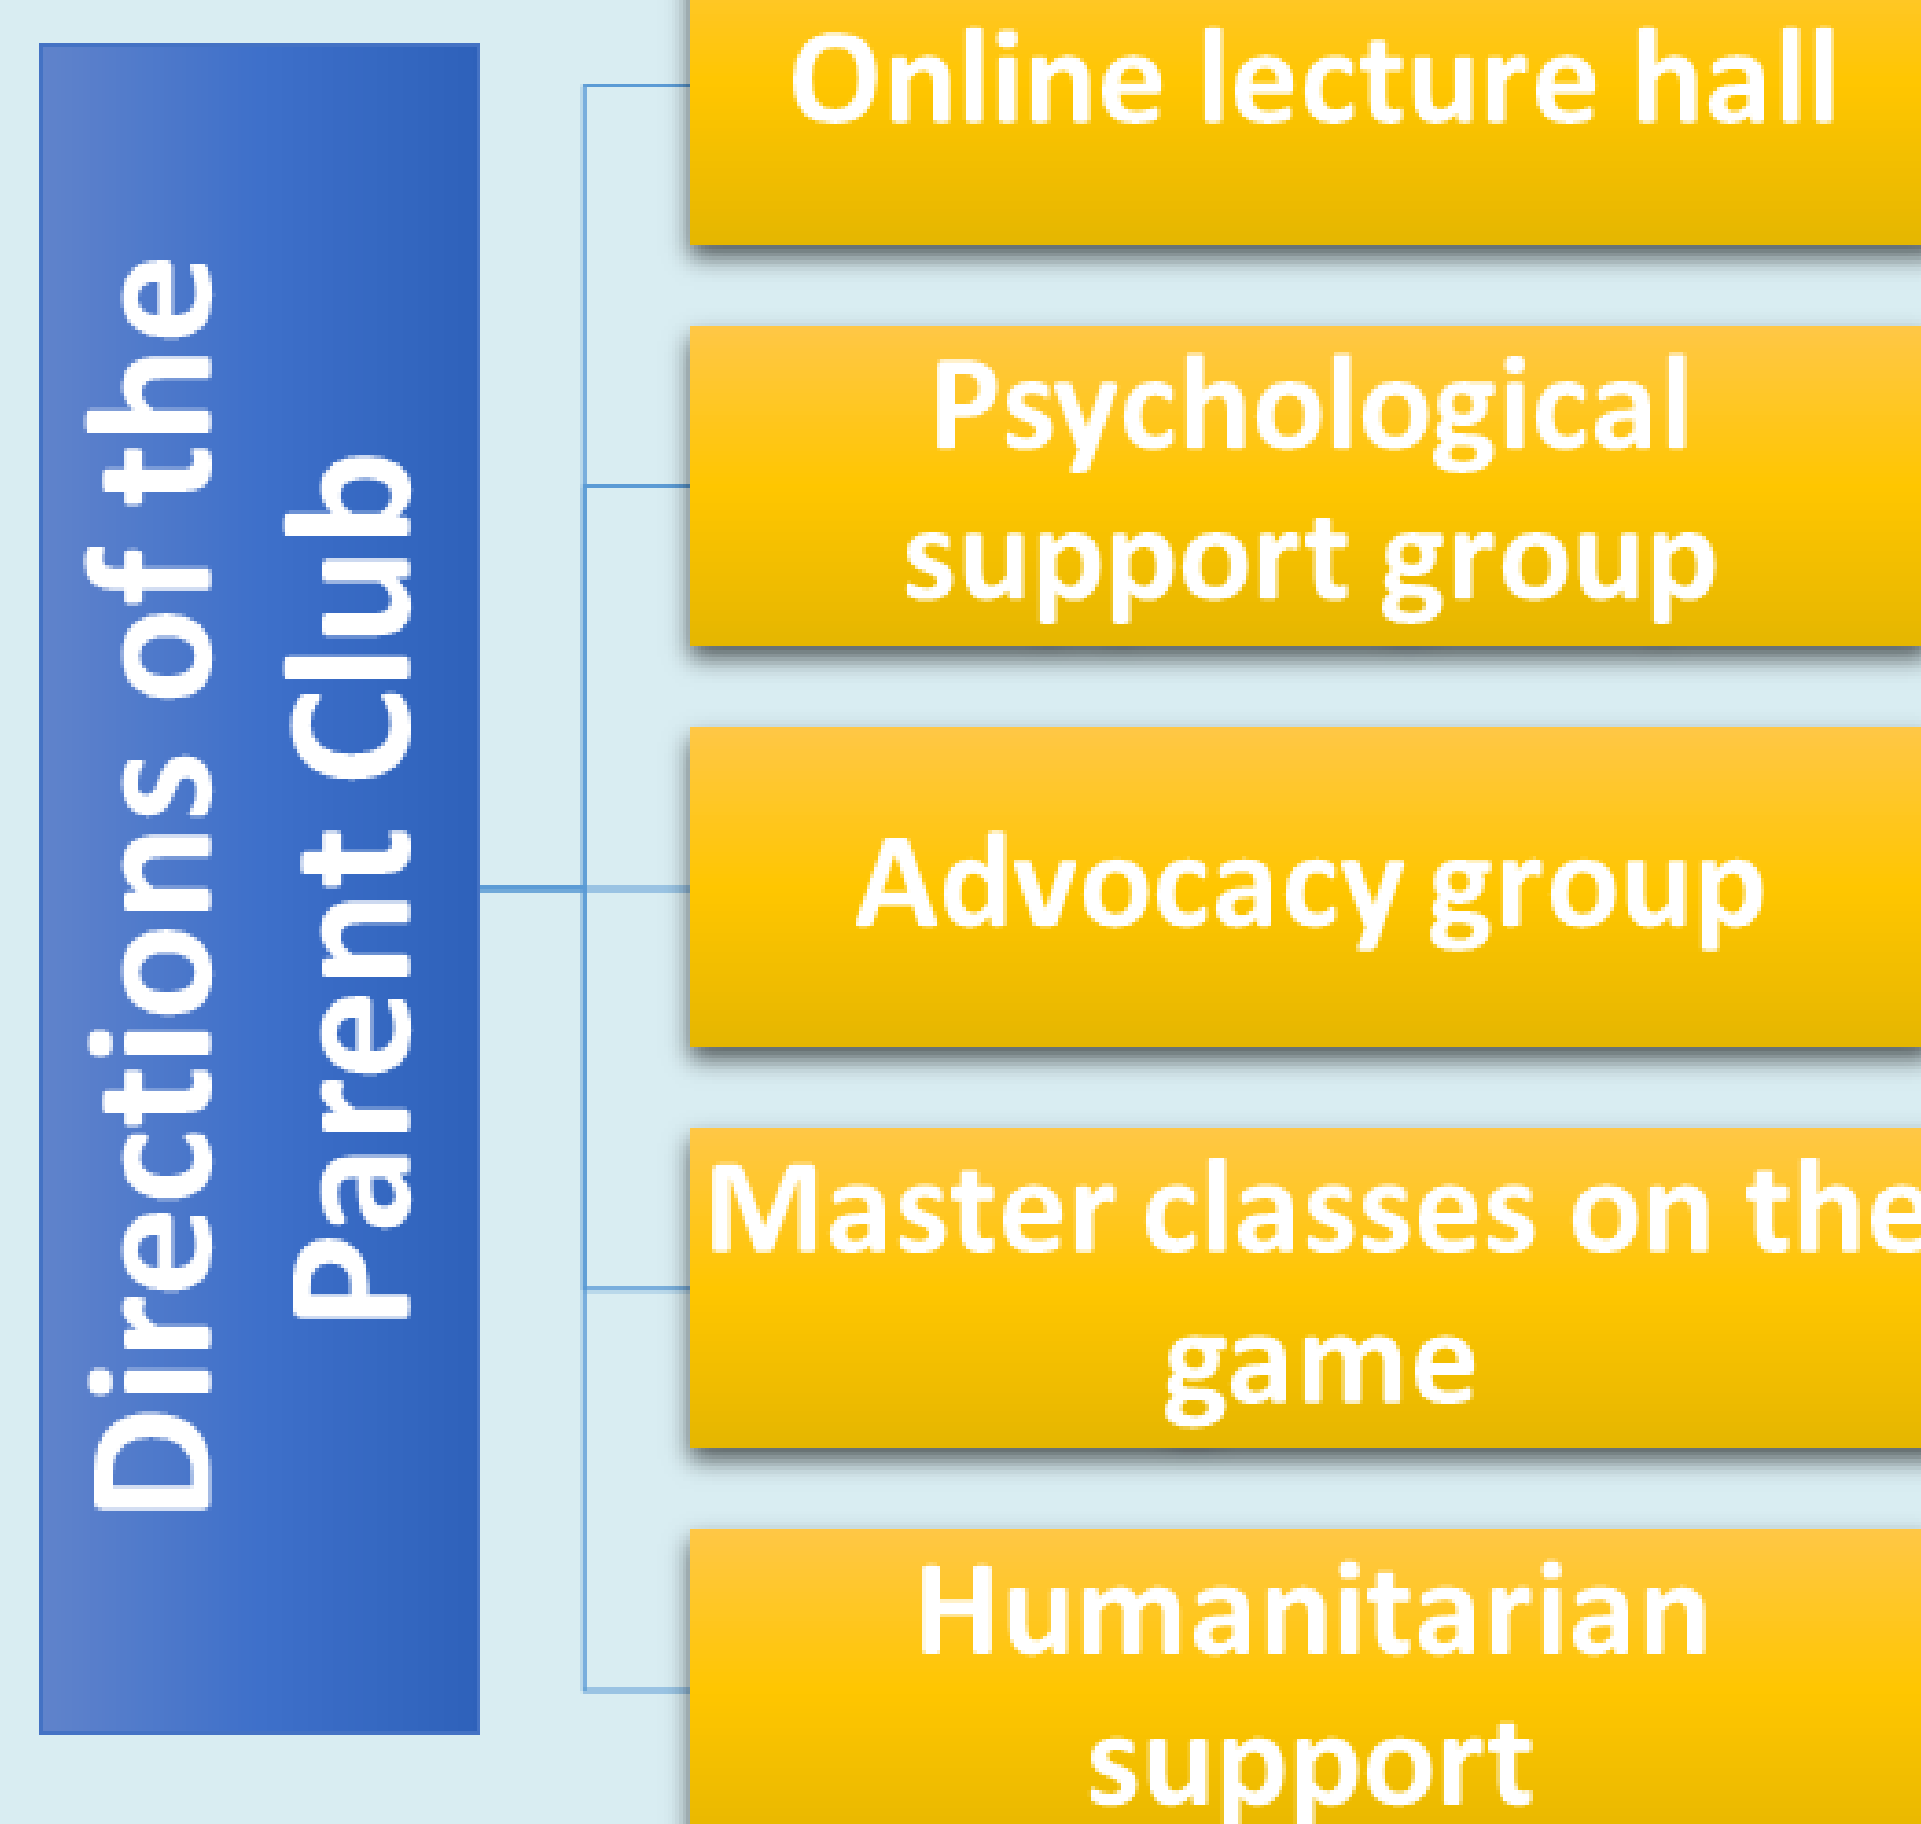 Directions of the
Parent Club
Online lecture hall
Psychological
support group
Advocacy group
Master classes on the
game
Humanitarian
support